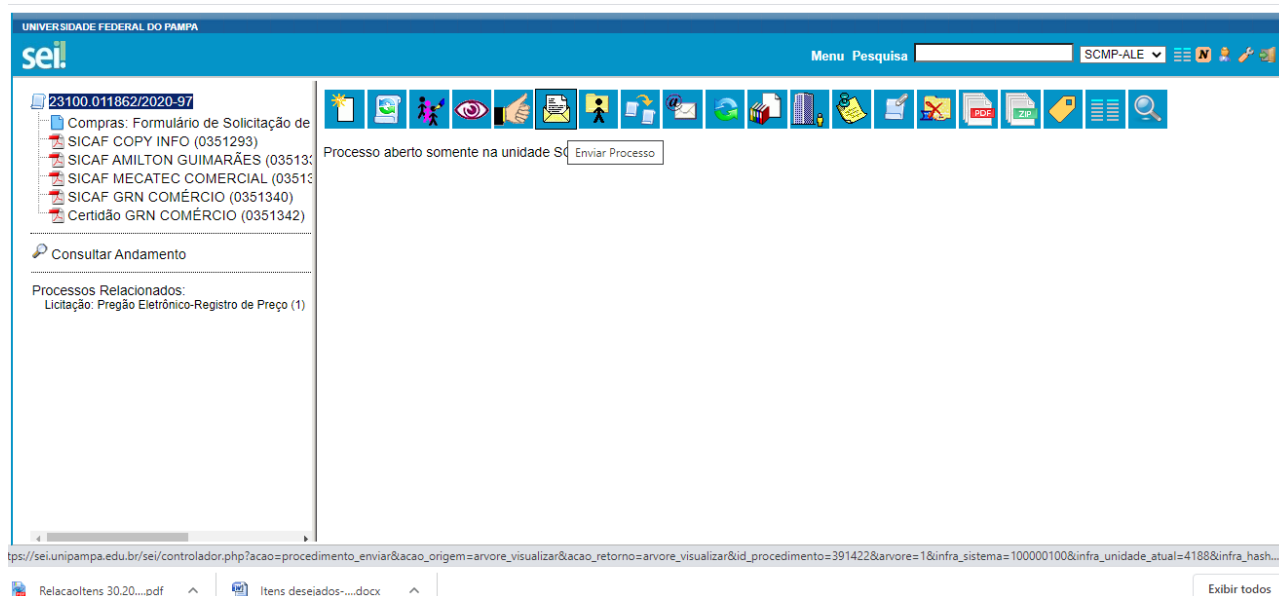 UNIVERSIDADE FEDERAL DO PAMPA
sei!
Menu Pesquisa SCMP-ALE
N
23100.011862/2020-97
Compras: Formulário de Solicitação de
SICAF COPY INFO (0351293)
SICAF AMILTON GUIMARÃES (03513
SICAF MECATEC COMERCIAL (03513
SICAF GRN COMÉRCIO (0351340)
Certidão GRN COMÉRCIO (0351342)
Consultar Andamento
Processos Relacionados:
Licitação: Pregão Eletrônico-Registro de Preço (1)
PDF
ZIP
Processo aberto somente na unidade SC
Enviar Processo
tps://sei.unipampa.edu.br/sei/controlador.php?acao=procedimento_enviar&acao_origem=arvore_visualizar&acao_retorno=arvore_visualizar&id_procedimento=391422&arvore=1&infra_sistema=100000100&infra_unidade_atual=4188&infra_hash...
RelacaoItens 30.20....pdf
Itens desejados-....docx
Exibir todos